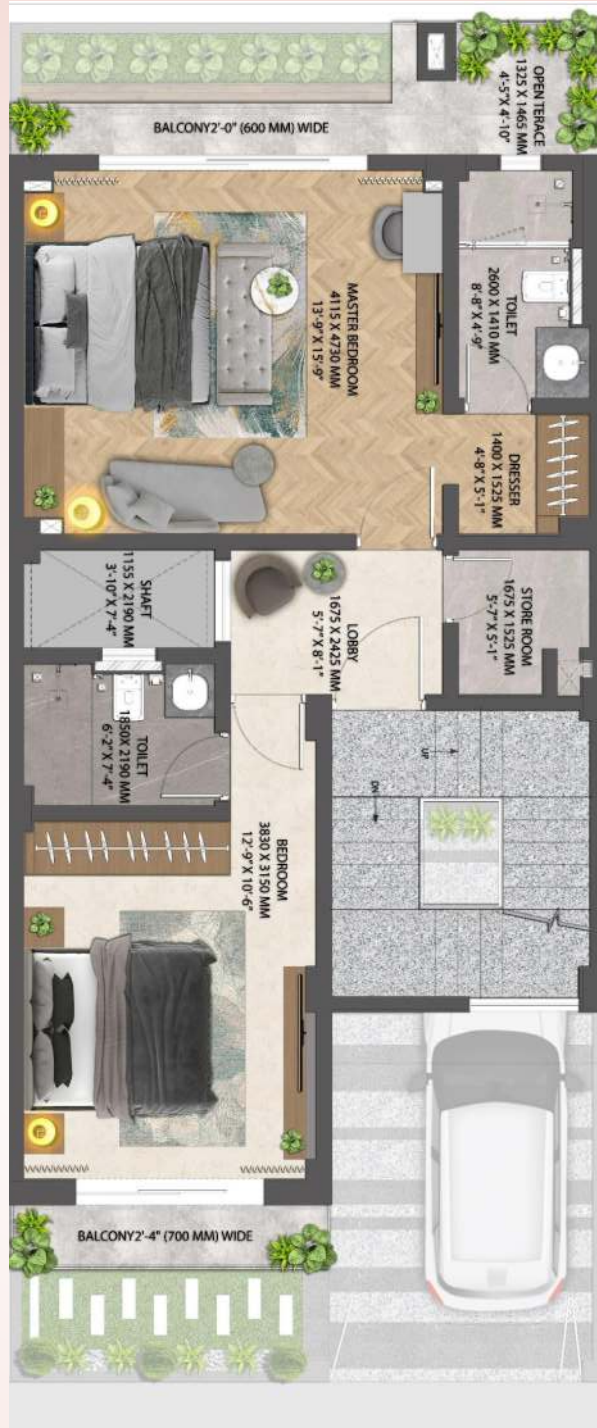 OPEN TERACE
1325 X 1465 MM
4'-5"X 4'-10"
BALCONY2'-0" (600 MM) WIDE
TOILET
2600 X 1410 MM
8'-8"X 4'-9"
MASTER BEDROOM
4115 X 4730 MM
13'-9"X 15'-9"
DRESSER
1400 X 1525 MM
4'-8"X 5'-1"
STORE ROOM
1675 X 1525 MM
5'-7"X 5'-1"
LOBBY
1675 X 2425 MM
5'-7"X 8'-1"
SHAFT
1155 X 2190 MM
3'-10"X 7'-4"
TOILET
1850X 2190 MM
6'-2"X 7'-4"
UP
DN
BEDROOM
3830 X 3150 MM
12'-9"X 10'-6"
BALCONY2'-4" (700 MM) WIDE